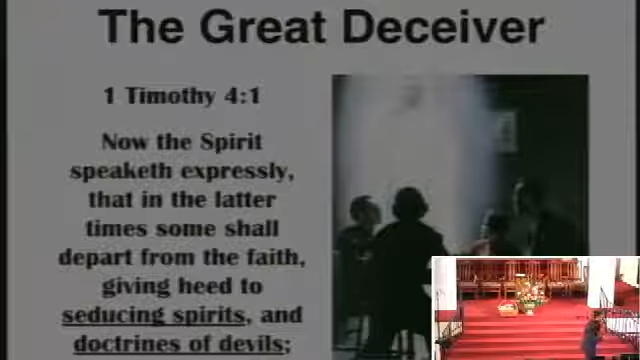 The Great Deceiver
1 Timothy 4:1
Now the Spirit
speaketh expressly,
that in the latter
times some shall
depart from the faith,
giving heed to
seducing spirits, and
doctrines of devils;